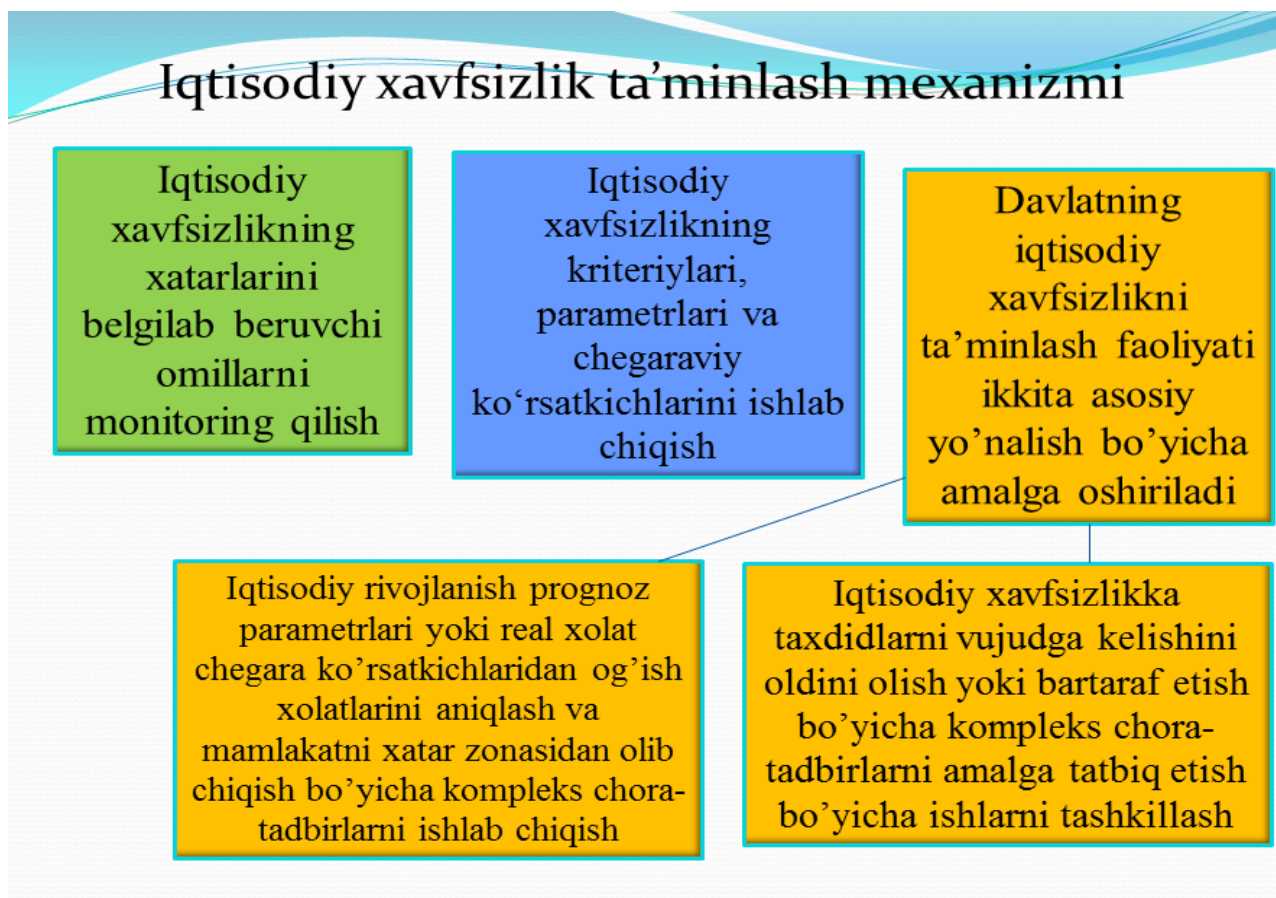 Iqtisodiy xavfsizlik ta’minlash mexanizmi
Iqtisodiy
xavfsizlikning
xatarlarini
belgilab beruvchi
omillarni
monitoring qilish
Iqtisodiy
xavfsizlikning
kriteriylari,
parametrlari va
chegaraviy
ko‘rsatkichlarini ishlab
chiqish
Davlatning
iqtisodiy
xavfsizlikni
ta’minlash faoliyati
ikkita asosiy
yo’nalish bo’yicha
amalga oshiriladi
Iqtisodiy rivojlanish prognoz
parametrlari yoki real xolat
chegara ko’rsatkichlaridan og’ish
xolatlarini aniqlash va
mamlakatni xatar zonasidan olib
chiqish bo’yicha kompleks chora-
tadbirlarni ishlab chiqish
Iqtisodiy xavfsizlikka
taxdidlarni vujudga kelishini
oldini olish yoki bartaraf etish
bo’yicha kompleks chora-
tadbirlarni amalga tatbiq etish
bo’yicha ishlarni tashkillash